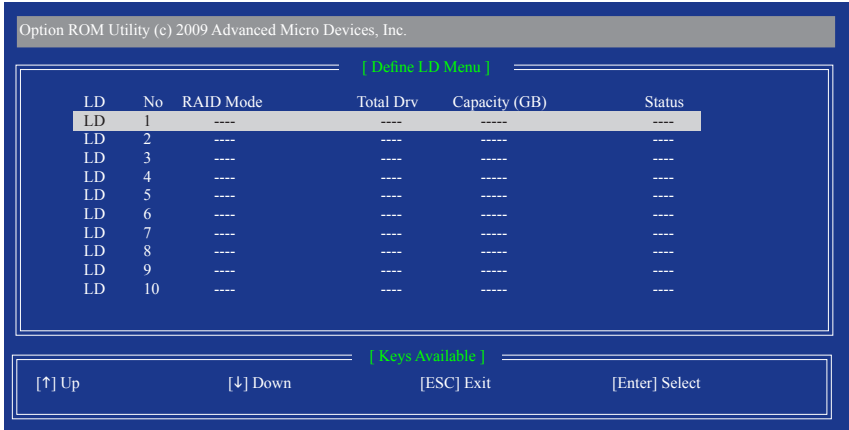 Option ROM Utility (c) 2009 Advanced Micro Devices, Inc.
[ Define LD Menu ]
LD No RAID Mode Total Drv Capacity (GB) Status
LD 1 ---- ---- ----- ----
LD 2 ---- ---- ----- ----
LD 3 ---- ---- ----- ----
LD 4 ---- ---- ----- ----
LD 5 ---- ---- ----- ----
LD 6 ---- ---- ----- ----
LD 7 ---- ---- ----- ----
LD 8 ---- ---- ----- ----
LD 9 ---- ---- ----- ----
LD 10 ---- ---- ----- ----
[ Keys Available ]
[↑] Up [↓] Down [ESC] Exit [Enter] Select